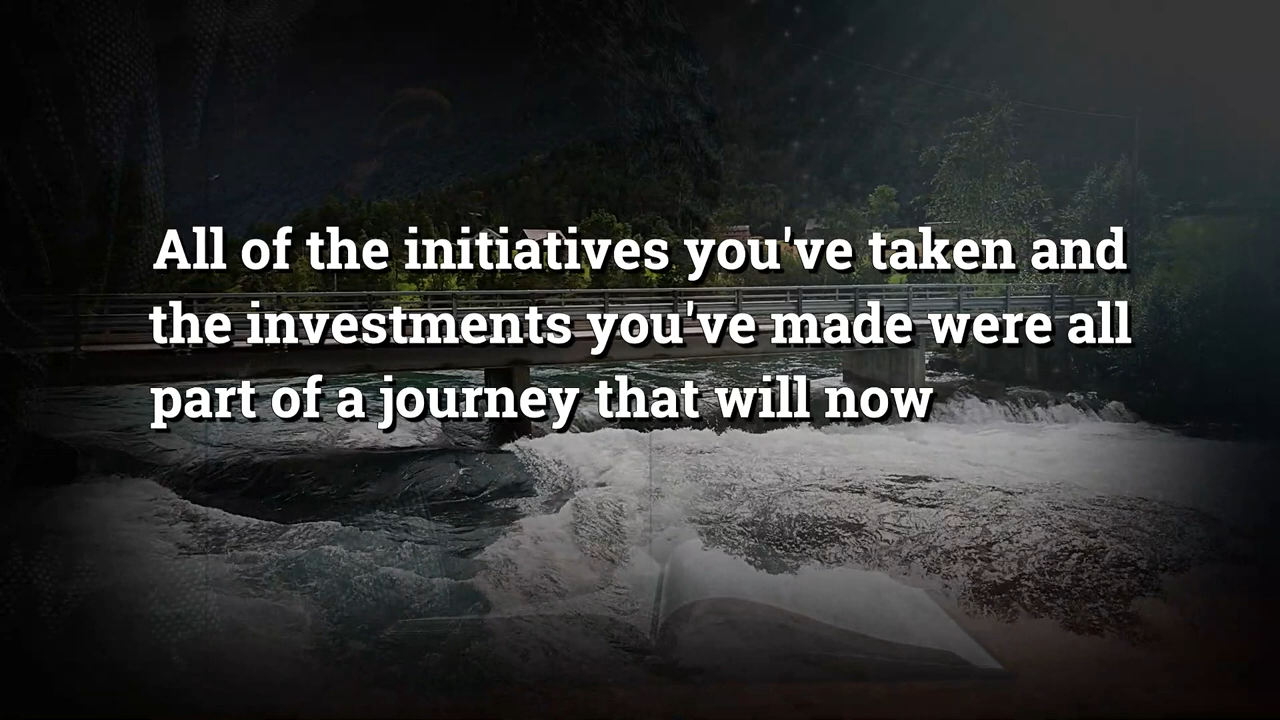 All of the initiatives you've taken and
the investments you've made were all
part of a journey that will now